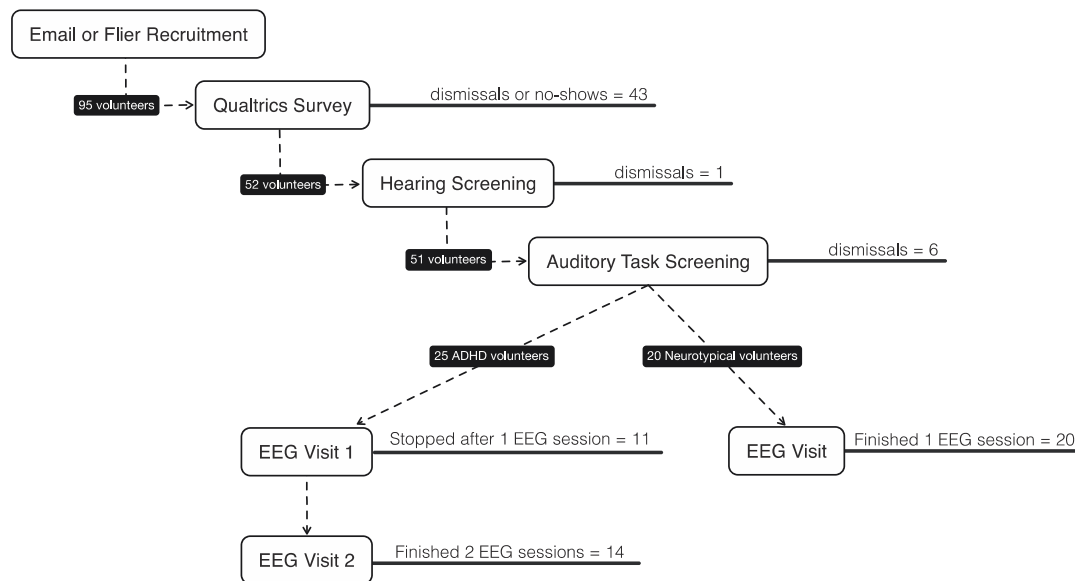 Email or Flier Recruitment
95 volunteers
Qualtrics Survey
dismissals or no-shows = 43
52 volunteers
Hearing Screening
dismissals = 1
51 volunteers
Auditory Task Screening
dismissals = 6
25 ADHD volunteers
20 Neurotypical volunteers
EEG Visit 1
Stopped after 1 EEG session = 11
EEG Visit
Finished 1 EEG session = 20
EEG Visit 2
Finished 2 EEG sessions = 14